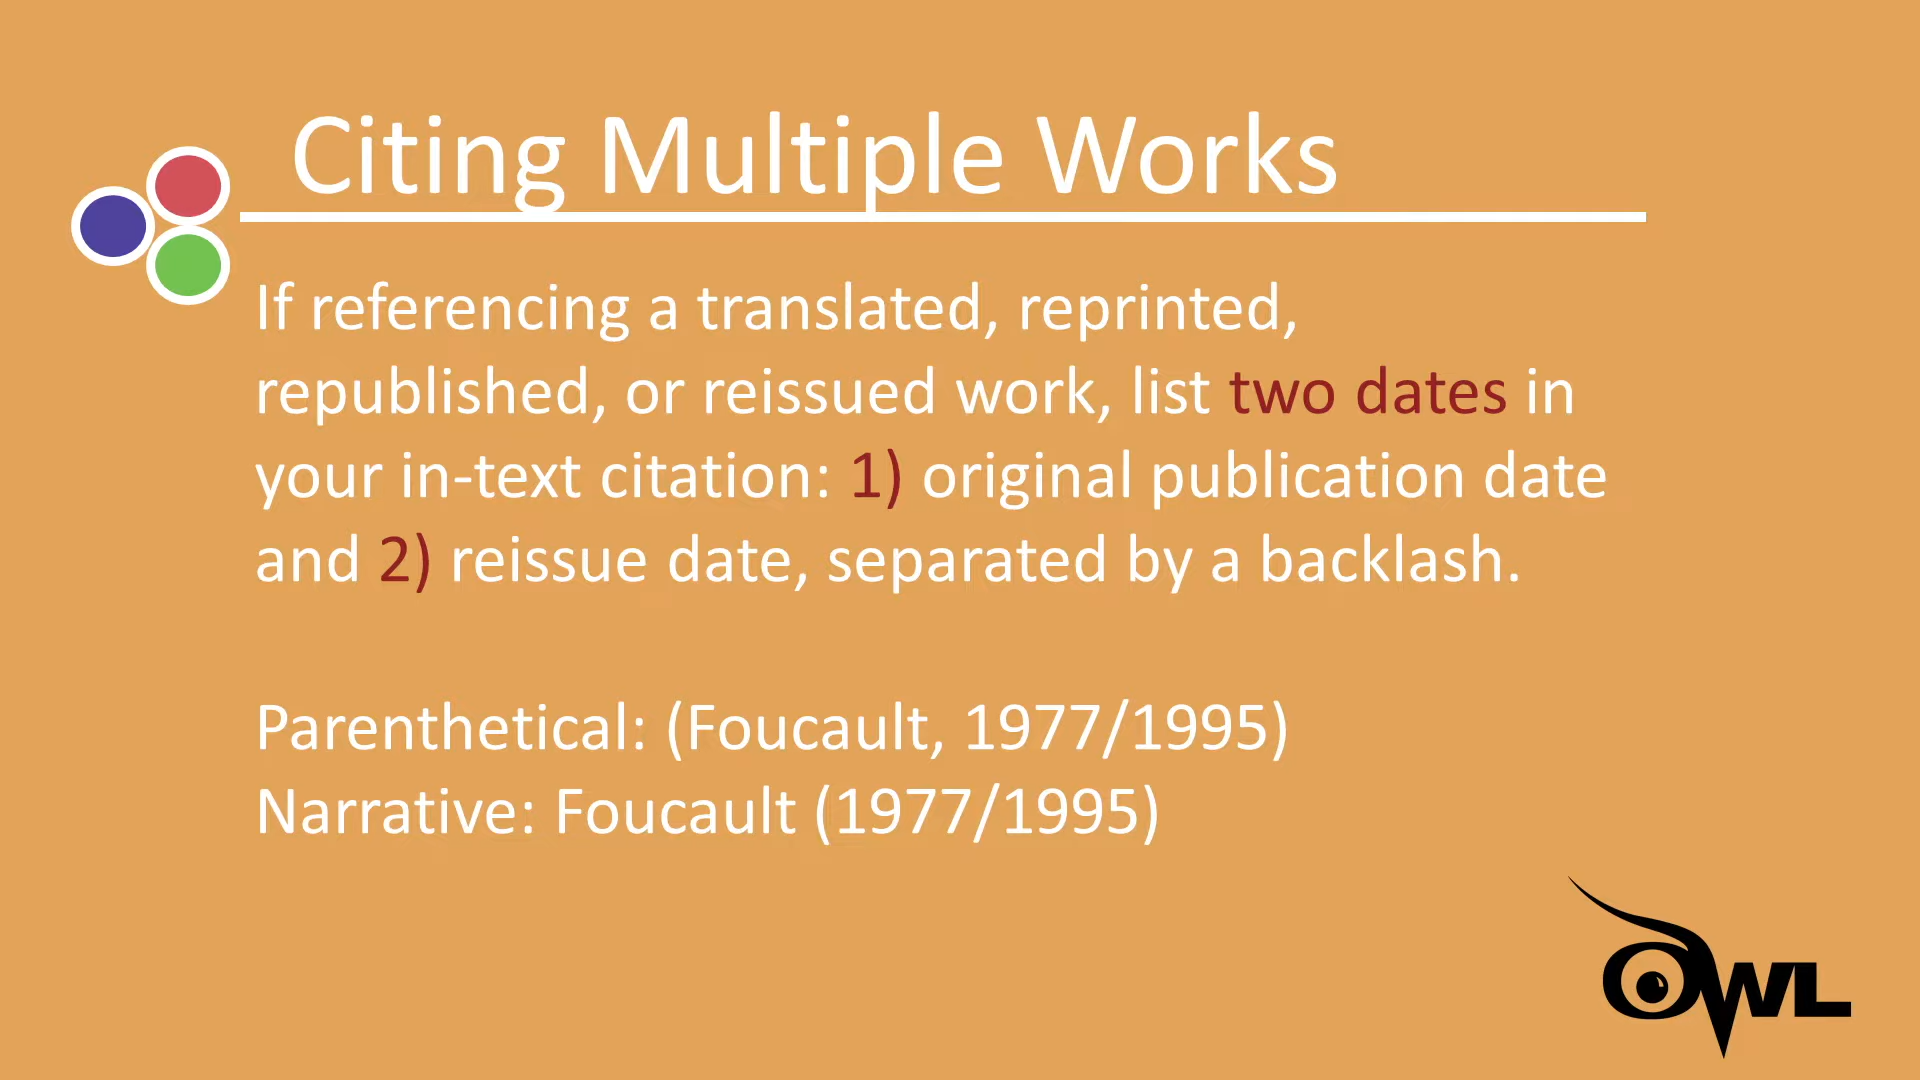 Citing Multiple Works
If referencing a translated, reprinted,
republished, or reissued work, list two dates in
your in-text citation: 1) original publication date
and 2) reissue date, separated by a backlash.
Parenthetical: (Foucault, 1977/1995)
Narrative: Foucault (1977/1995)
OWL